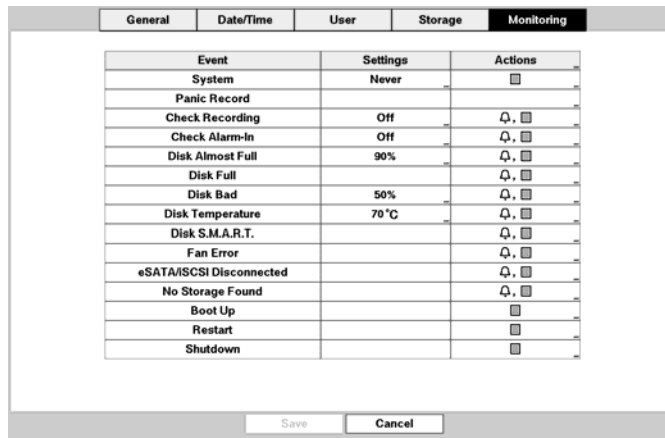 General Date/Time User Storage Monitoring
Event Settings Actions
System Never
Panic Record
Check Recording Off
Check Alarm-In Off
Disk Almost Full 90%
Disk Full
Disk Bad 50%
Disk Temperature 70°C
Disk S.M.A.R.T.
Fan Error
eSATA/iSCSI Disconnected
No Storage Found
Boot Up
Restart
Shutdown
Save Cancel